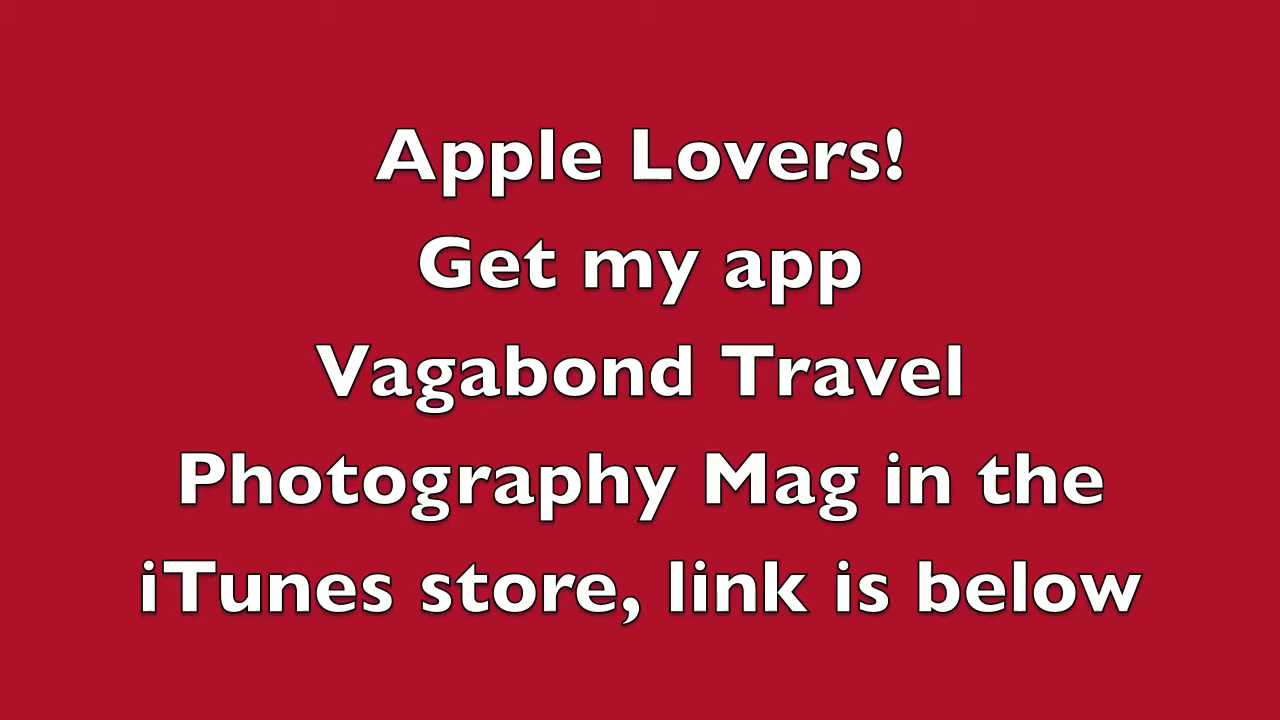 Apple Lovers!
Get my app
Vagabond Travel
Photography Mag in the
iTunes store, link is below